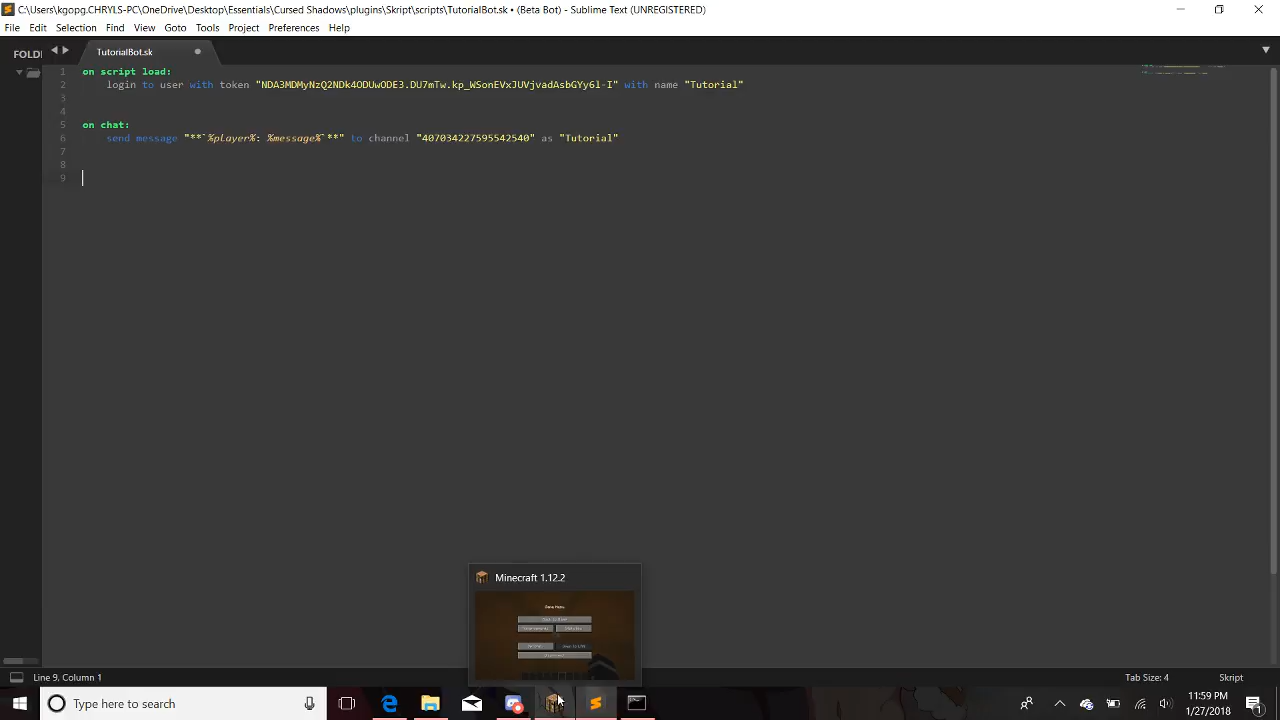 C:\Users\kgopg.CHRYLS-PC\OneDrive\Desktop\Essentials\Cursed Shadows\plugins\Skript\scripts\TutorialBot.sk • (Beta Bot) - Sublime Text (UNREGISTERED)
File Edit Selection View Goto Tools Project Preferences Help
FOLD
TutorialBot.sk
1 on script load:
2 login to user with token "NDA3MDMyNzQ2NDk4ODUwODE3.DU7mTw.kp_WSonEVxJUVjvadAsbGYy6l-I" with name "Tutorial"
3
4
5 on chat:
6 send message "**`%player%: %message%`**" to channel "407034227595542540" as "Tutorial"
7
8
9
Minecraft 1.12.2
Line 9, Column 1
Tab Size: 4
Skript
Type here to search
11:59 PM
1/27/2018